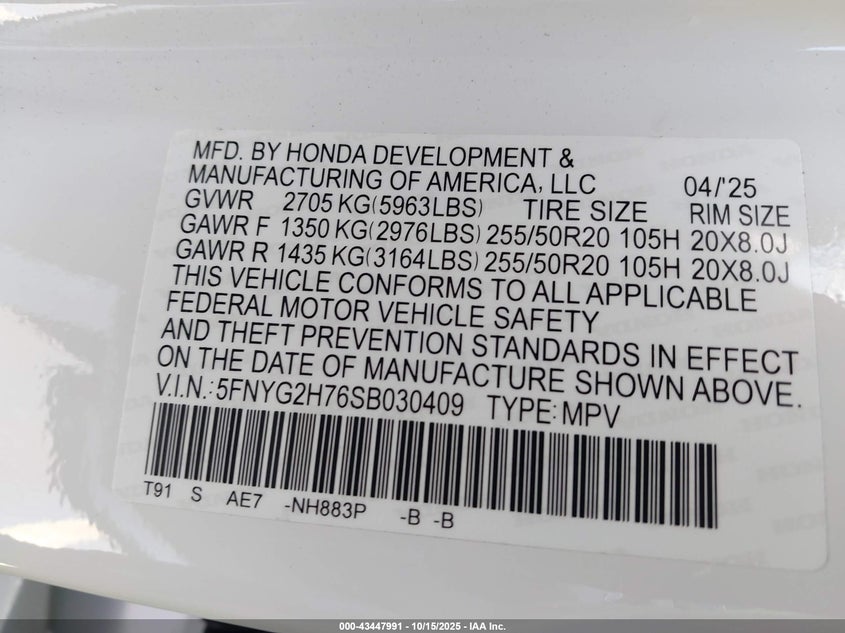 MFD. BY HONDA DEVELOPMENT &
MANUFACTURING OF AMERICA, LLC 04/'25
GVWR 2705 KG(5963LBS) TIRE SIZE RIM SIZE
GAWR F 1350 KG(2976LBS) 255/50R20 105H 20X8.0J
GAWR R 1435 KG(3164LBS) 255/50R20 105H 20X8.0J
THIS VEHICLE CONFORMS TO ALL APPLICABLE
FEDERAL MOTOR VEHICLE SAFETY
AND THEFT PREVENTION STANDARDS IN EFFECT
ON THE DATE OF MANUFACTURE SHOWN ABOVE.
V.I.N.: 5FNYG2H76SB030409 TYPE: MPV
T91 S AE7 -NH883P -B -B
000-43447991 - 10/15/2025 - IAA Inc.